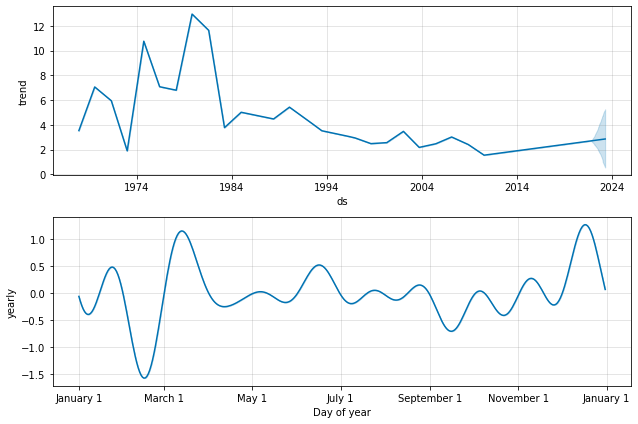 12
10
8
6
4
2
0
trend
1974 1984 1994 2004 2014 2024
ds
1.0
0.5
0.0
−0.5
−1.0
−1.5
yearly
January 1 March 1 May 1 July 1 September 1 November 1 January 1
Day of year